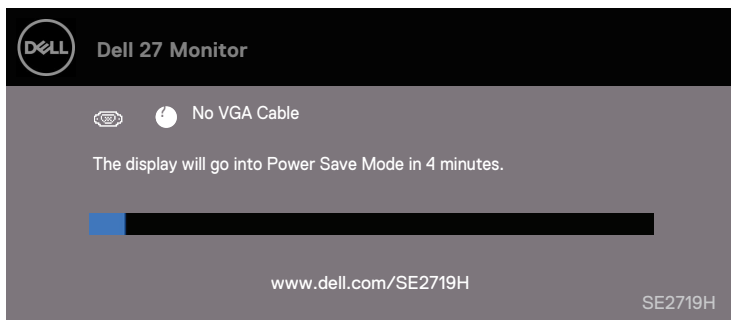 DELL
Dell 27 Monitor
? No VGA Cable
The display will go into Power Save Mode in 4 minutes.
www.dell.com/SE2719H
SE2719H